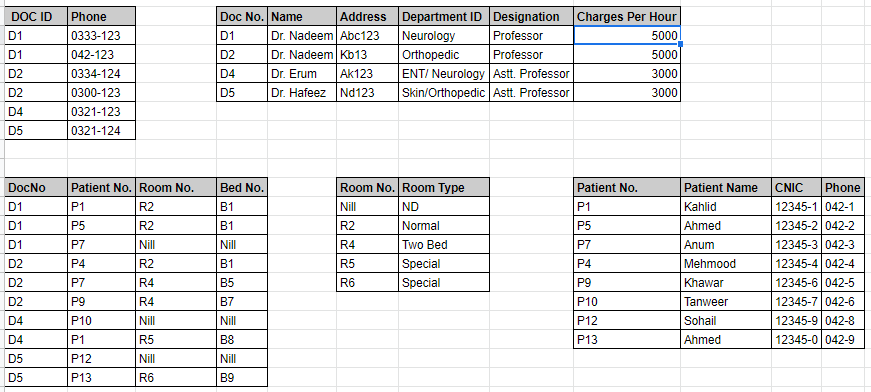 DOC ID Phone
D1 0333-123
D1 042-123
D2 0334-124
D2 0300-123
D4 0321-123
D5 0321-124
Doc No. Name Address Department ID Designation Charges Per Hour
D1 Dr. Nadeem Abc123 Neurology Professor 5000
D2 Dr. Nadeem Kb13 Orthopedic Professor 5000
D4 Dr. Erum Ak123 ENT/ Neurology Astt. Professor 3000
D5 Dr. Hafeez Nd123 Skin/Orthopedic Astt. Professor 3000
DocNo Patient No. Room No. Bed No.
D1 P1 R2 B1
D1 P5 R2 B1
D1 P7 Nill Nill
D2 P4 R2 B1
D2 P7 R4 B5
D2 P9 R4 B7
D4 P10 Nill Nill
D4 P1 R5 B8
D5 P12 Nill Nill
D5 P13 R6 B9
Room No. Room Type
Nill ND
R2 Normal
R4 Two Bed
R5 Special
R6 Special
Patient No. Patient Name CNIC Phone
P1 Kahlid 12345-1 042-1
P5 Ahmed 12345-2 042-2
P7 Anum 12345-3 042-3
P4 Mehmood 12345-4 042-4
P9 Khawar 12345-6 042-5
P10 Tanweer 12345-7 042-6
P12 Sohail 12345-9 042-8
P13 Ahmed 12345-0 042-9